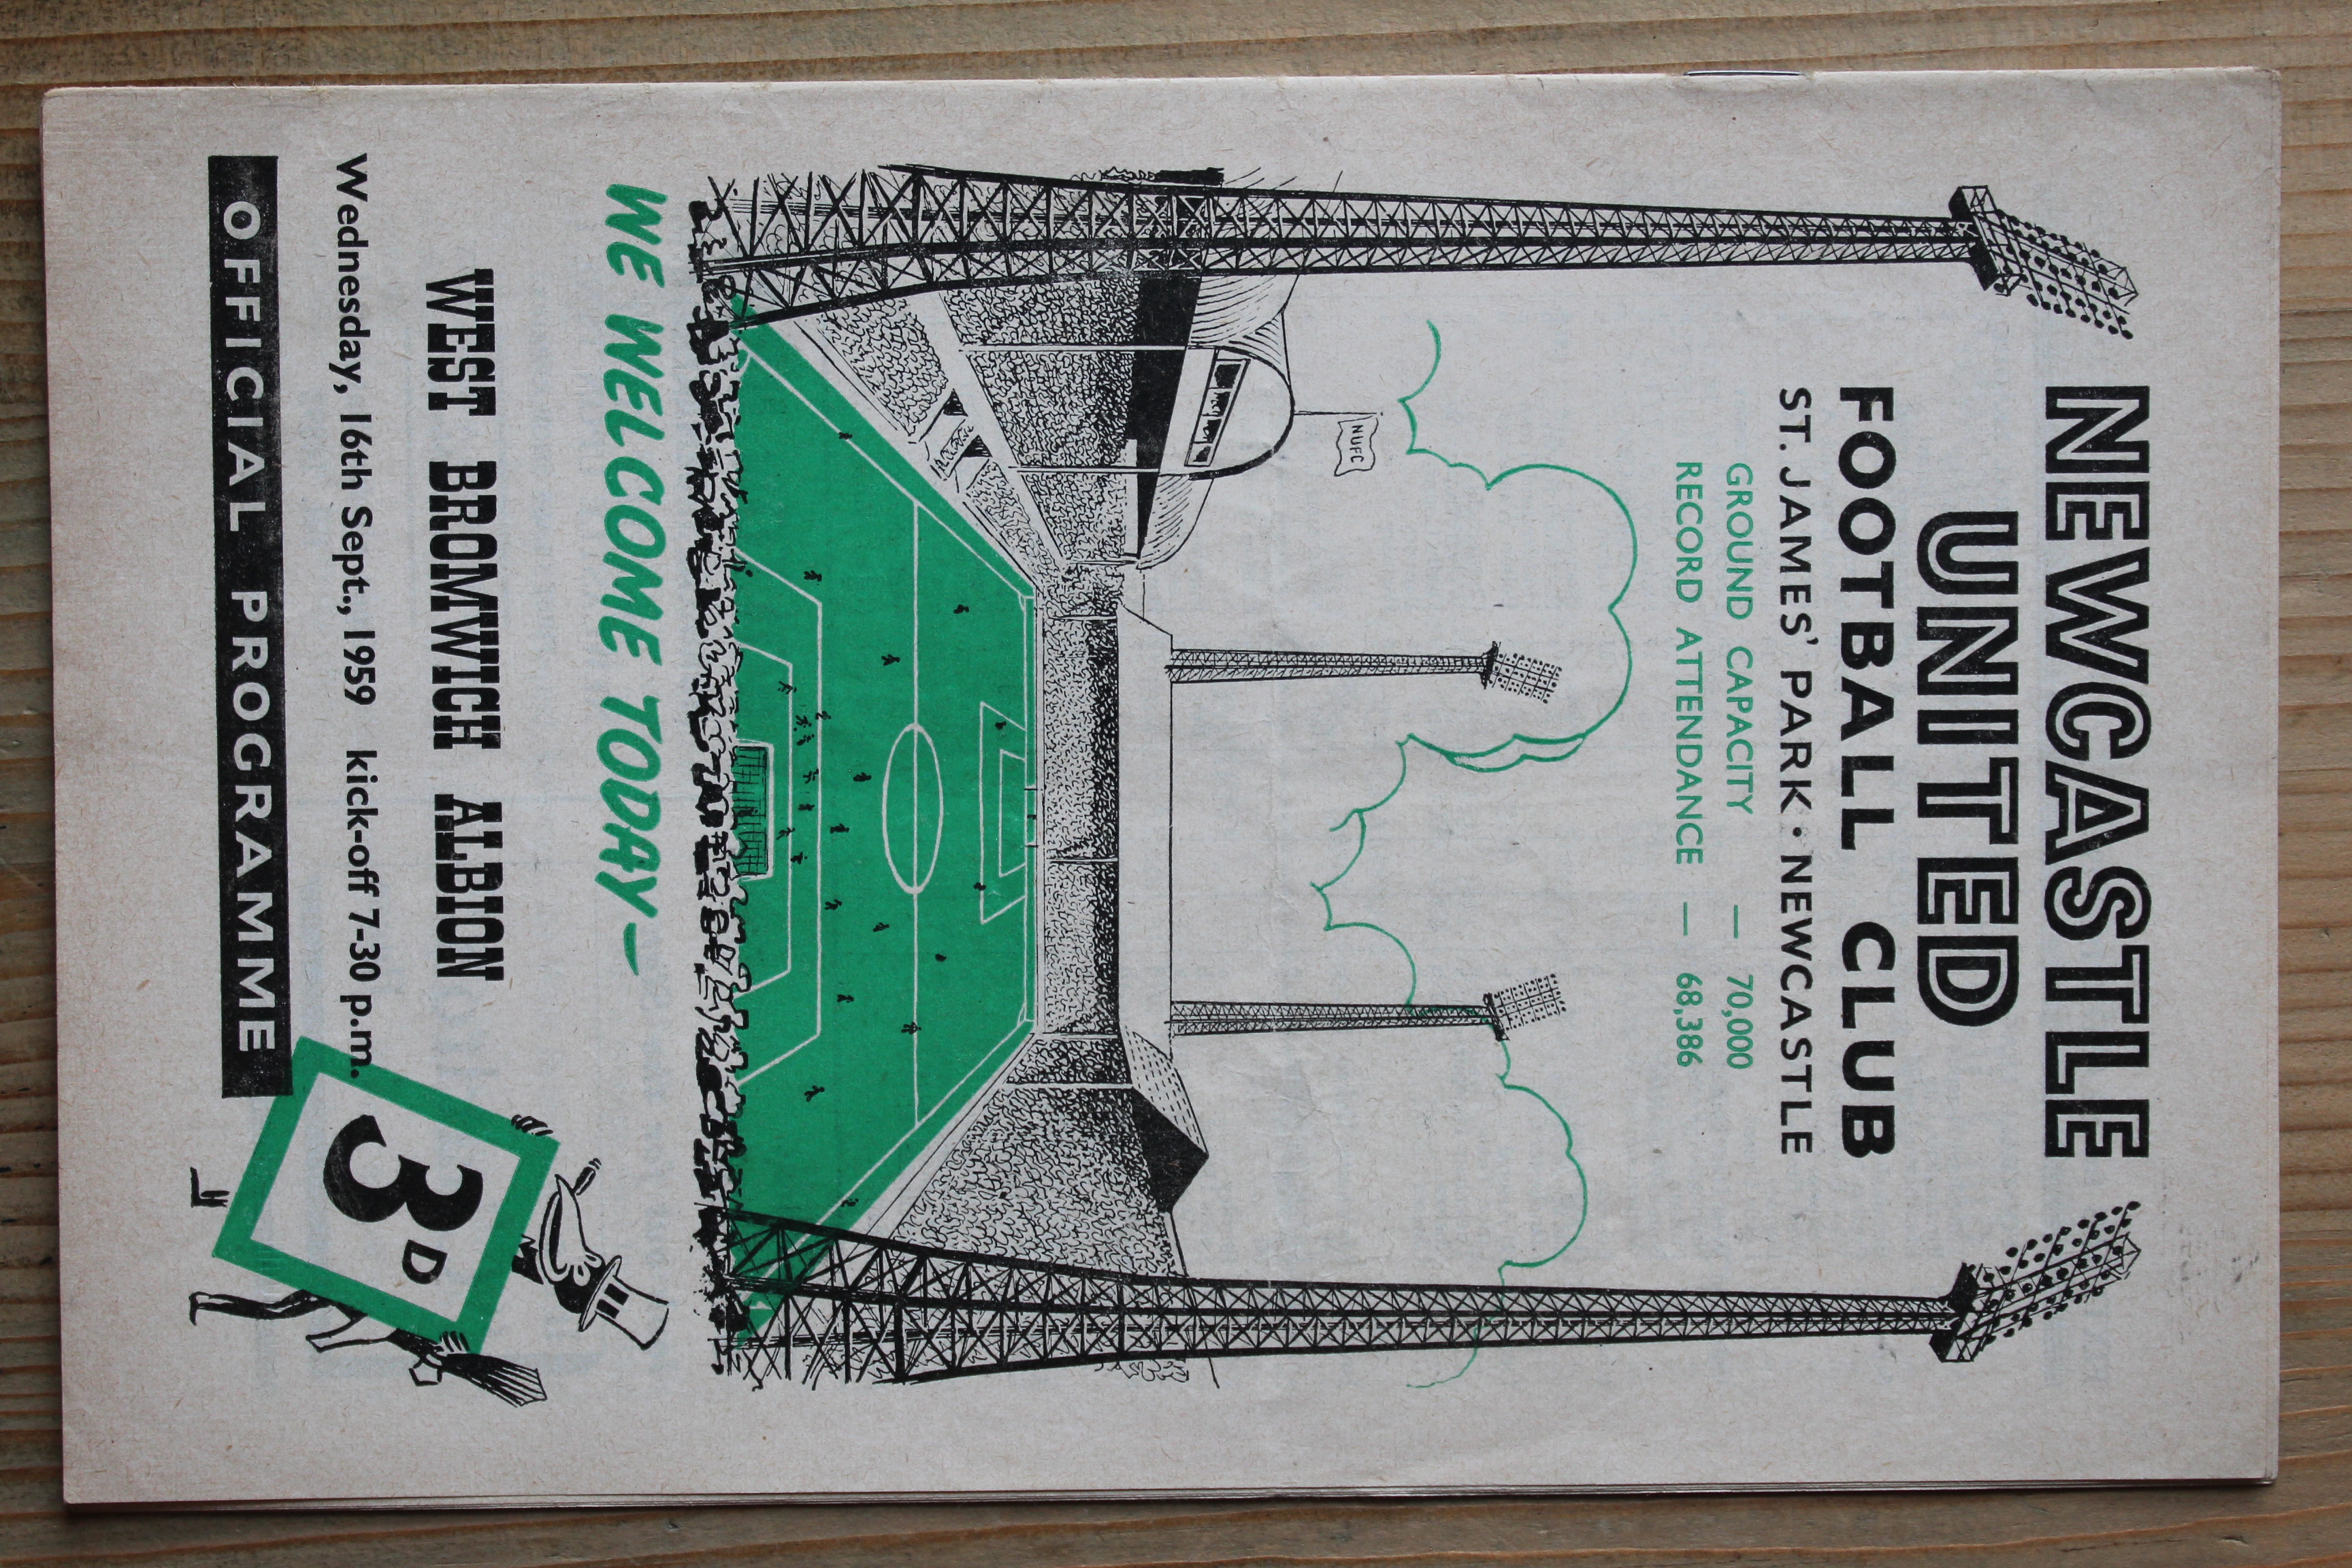 NEWCASTLE
UNITED
FOOTBALL CLUB
ST. JAMES' PARK · NEWCASTLE
GROUND CAPACITY — 70,000
RECORD ATTENDANCE — 68,386
NUFC
WE WELCOME TODAY—
WEST BROMWICH ALBION
Wednesday, 16th Sept., 1959 kick-off 7-30 p.m.
OFFICIAL PROGRAMME
3D